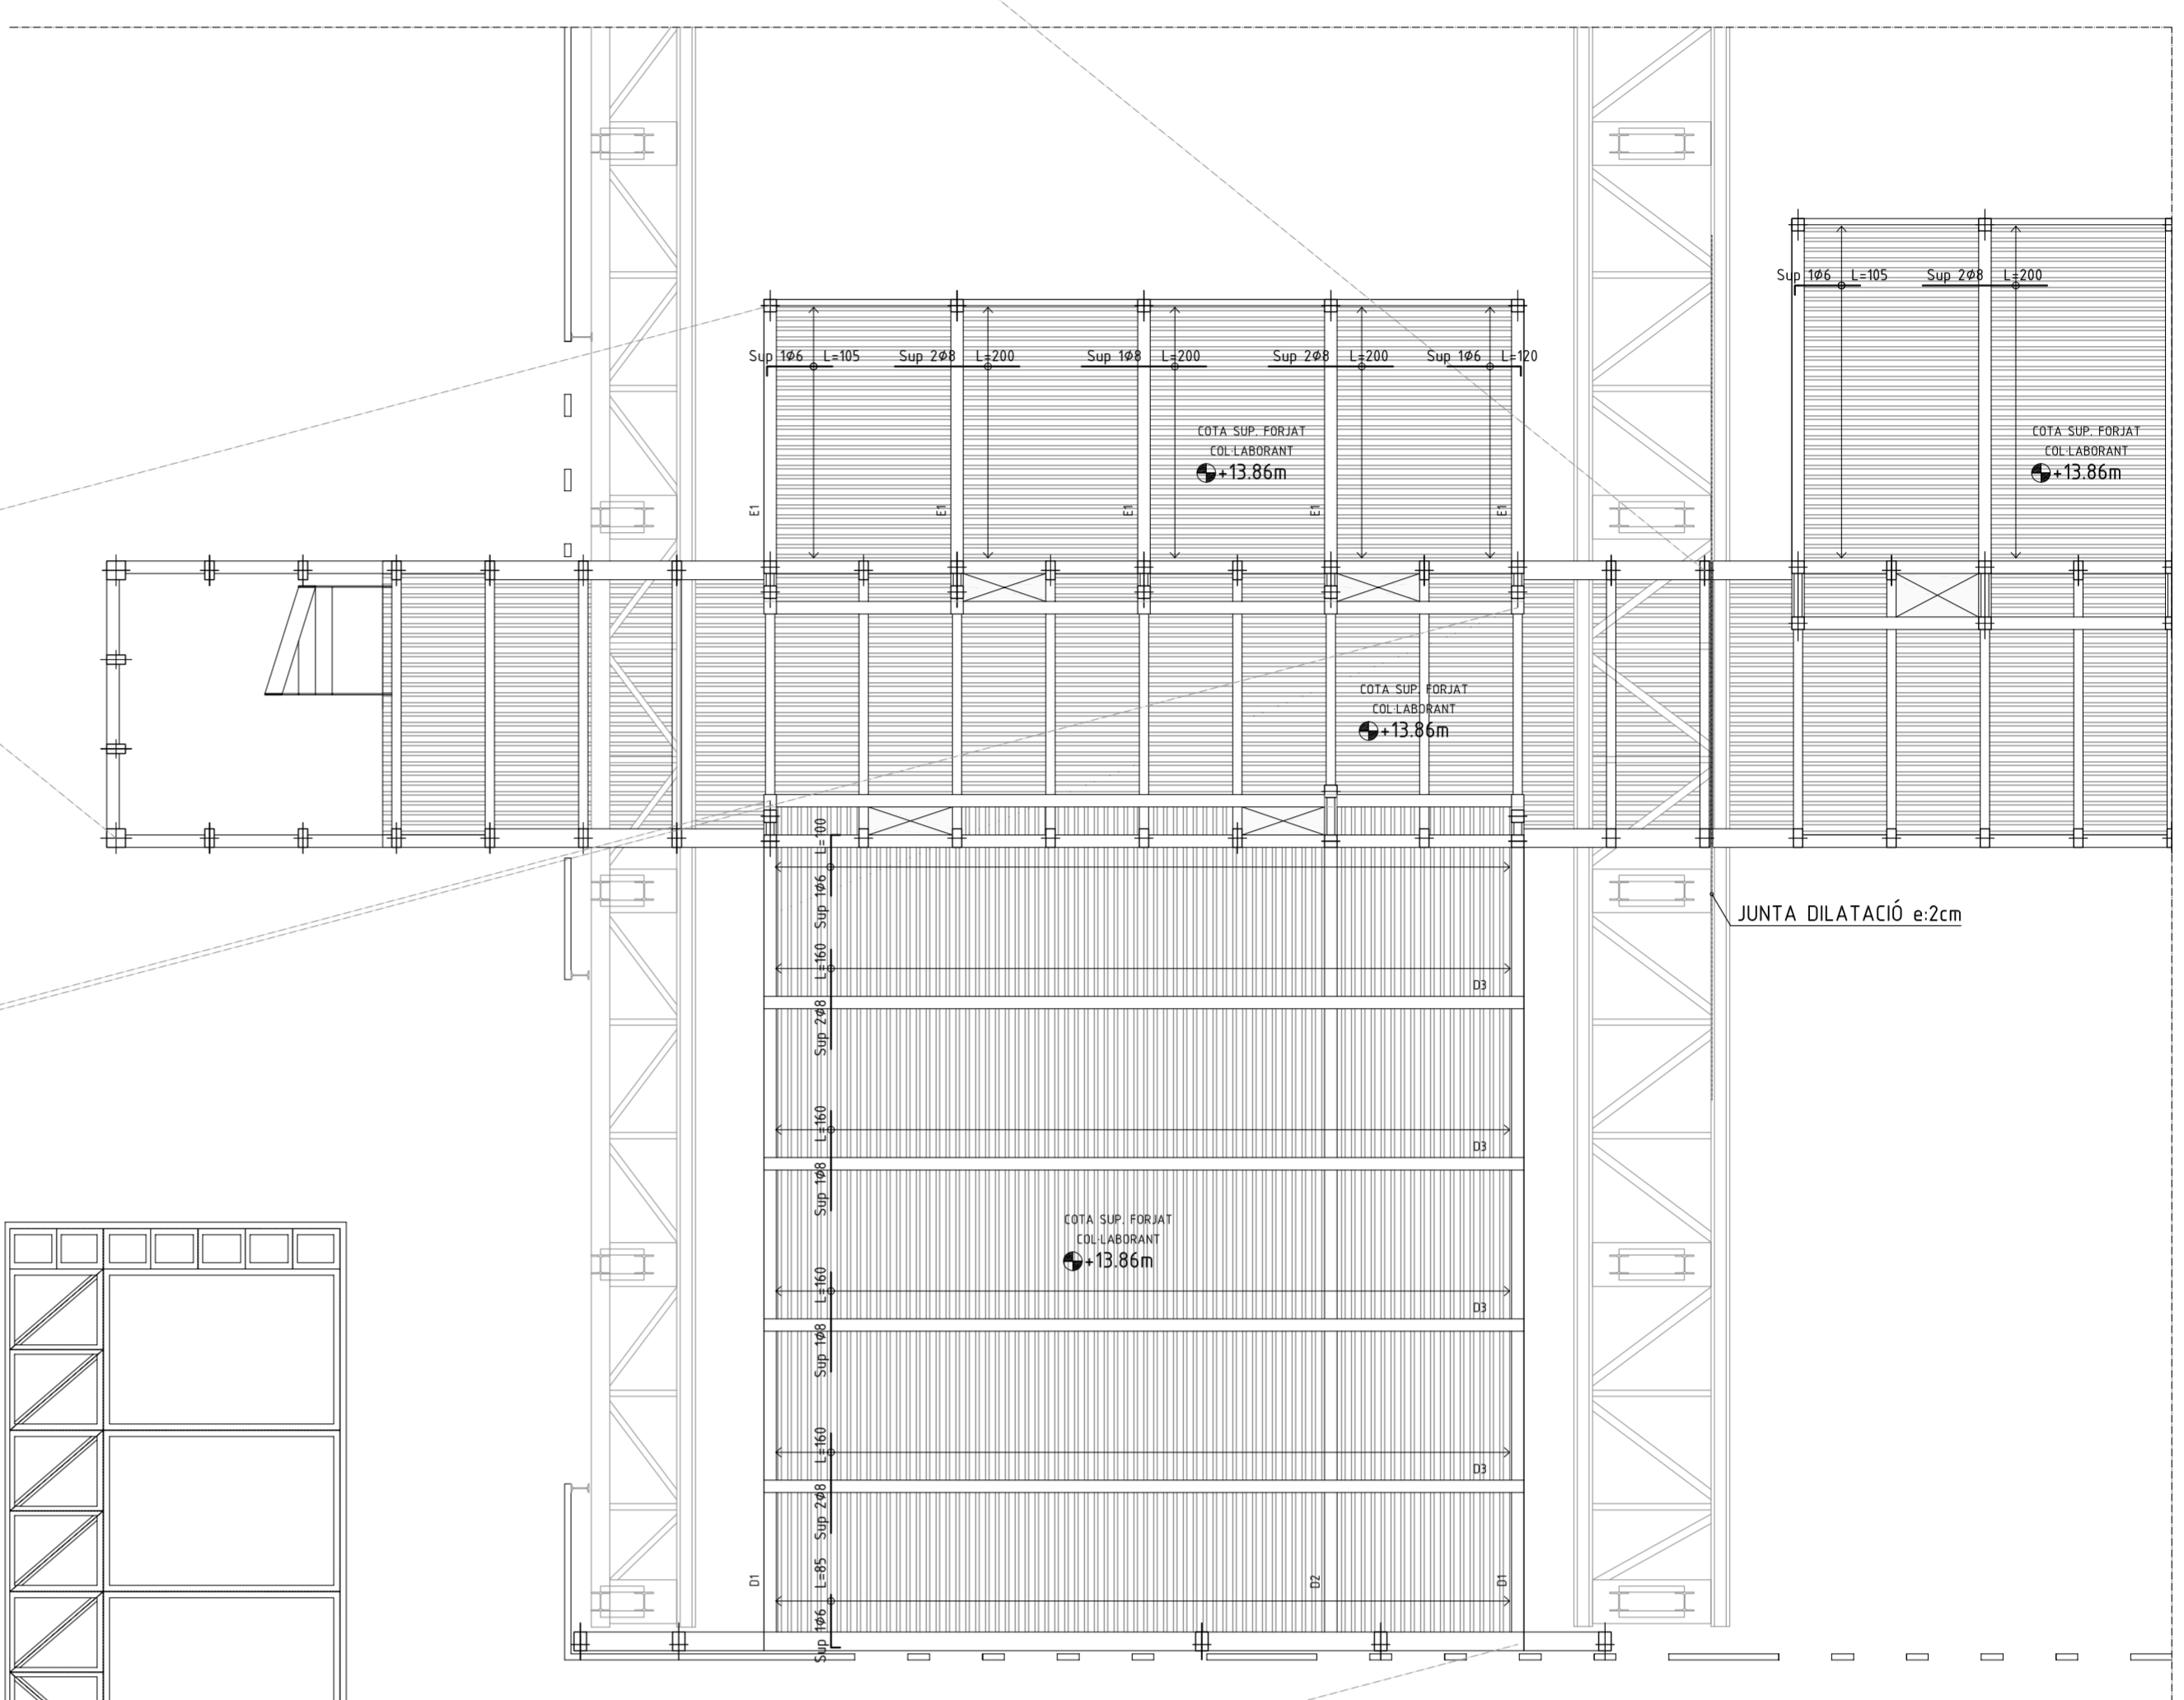 Sup 1Ø6 L=105 Sup 2Ø8 L=200
Sup 1Ø6 L=105 Sup 2Ø8 L=200 Sup 1Ø8 L=200 Sup 2Ø8 L=200 Sup 1Ø6 L=120
COTA SUP. FORJAT
COL·LABORANT
+13.86m
COTA SUP. FORJAT
COL·LABORANT
+13.86m
E1 E1 E1 E1 E1
COTA SUP. FORJAT
COL·LABORANT
+13.86m
Sup 1Ø6 L=100
JUNTA DILATACIÓ e:2cm
Sup 2Ø8 L=160
D3
Sup 1Ø8 L=160
D3
COTA SUP. FORJAT
COL·LABORANT
+13.86m
Sup 1Ø8 L=160
D3
Sup 2Ø8 L=160
D3
Sup 1Ø6 L=85
D1 D2 D1